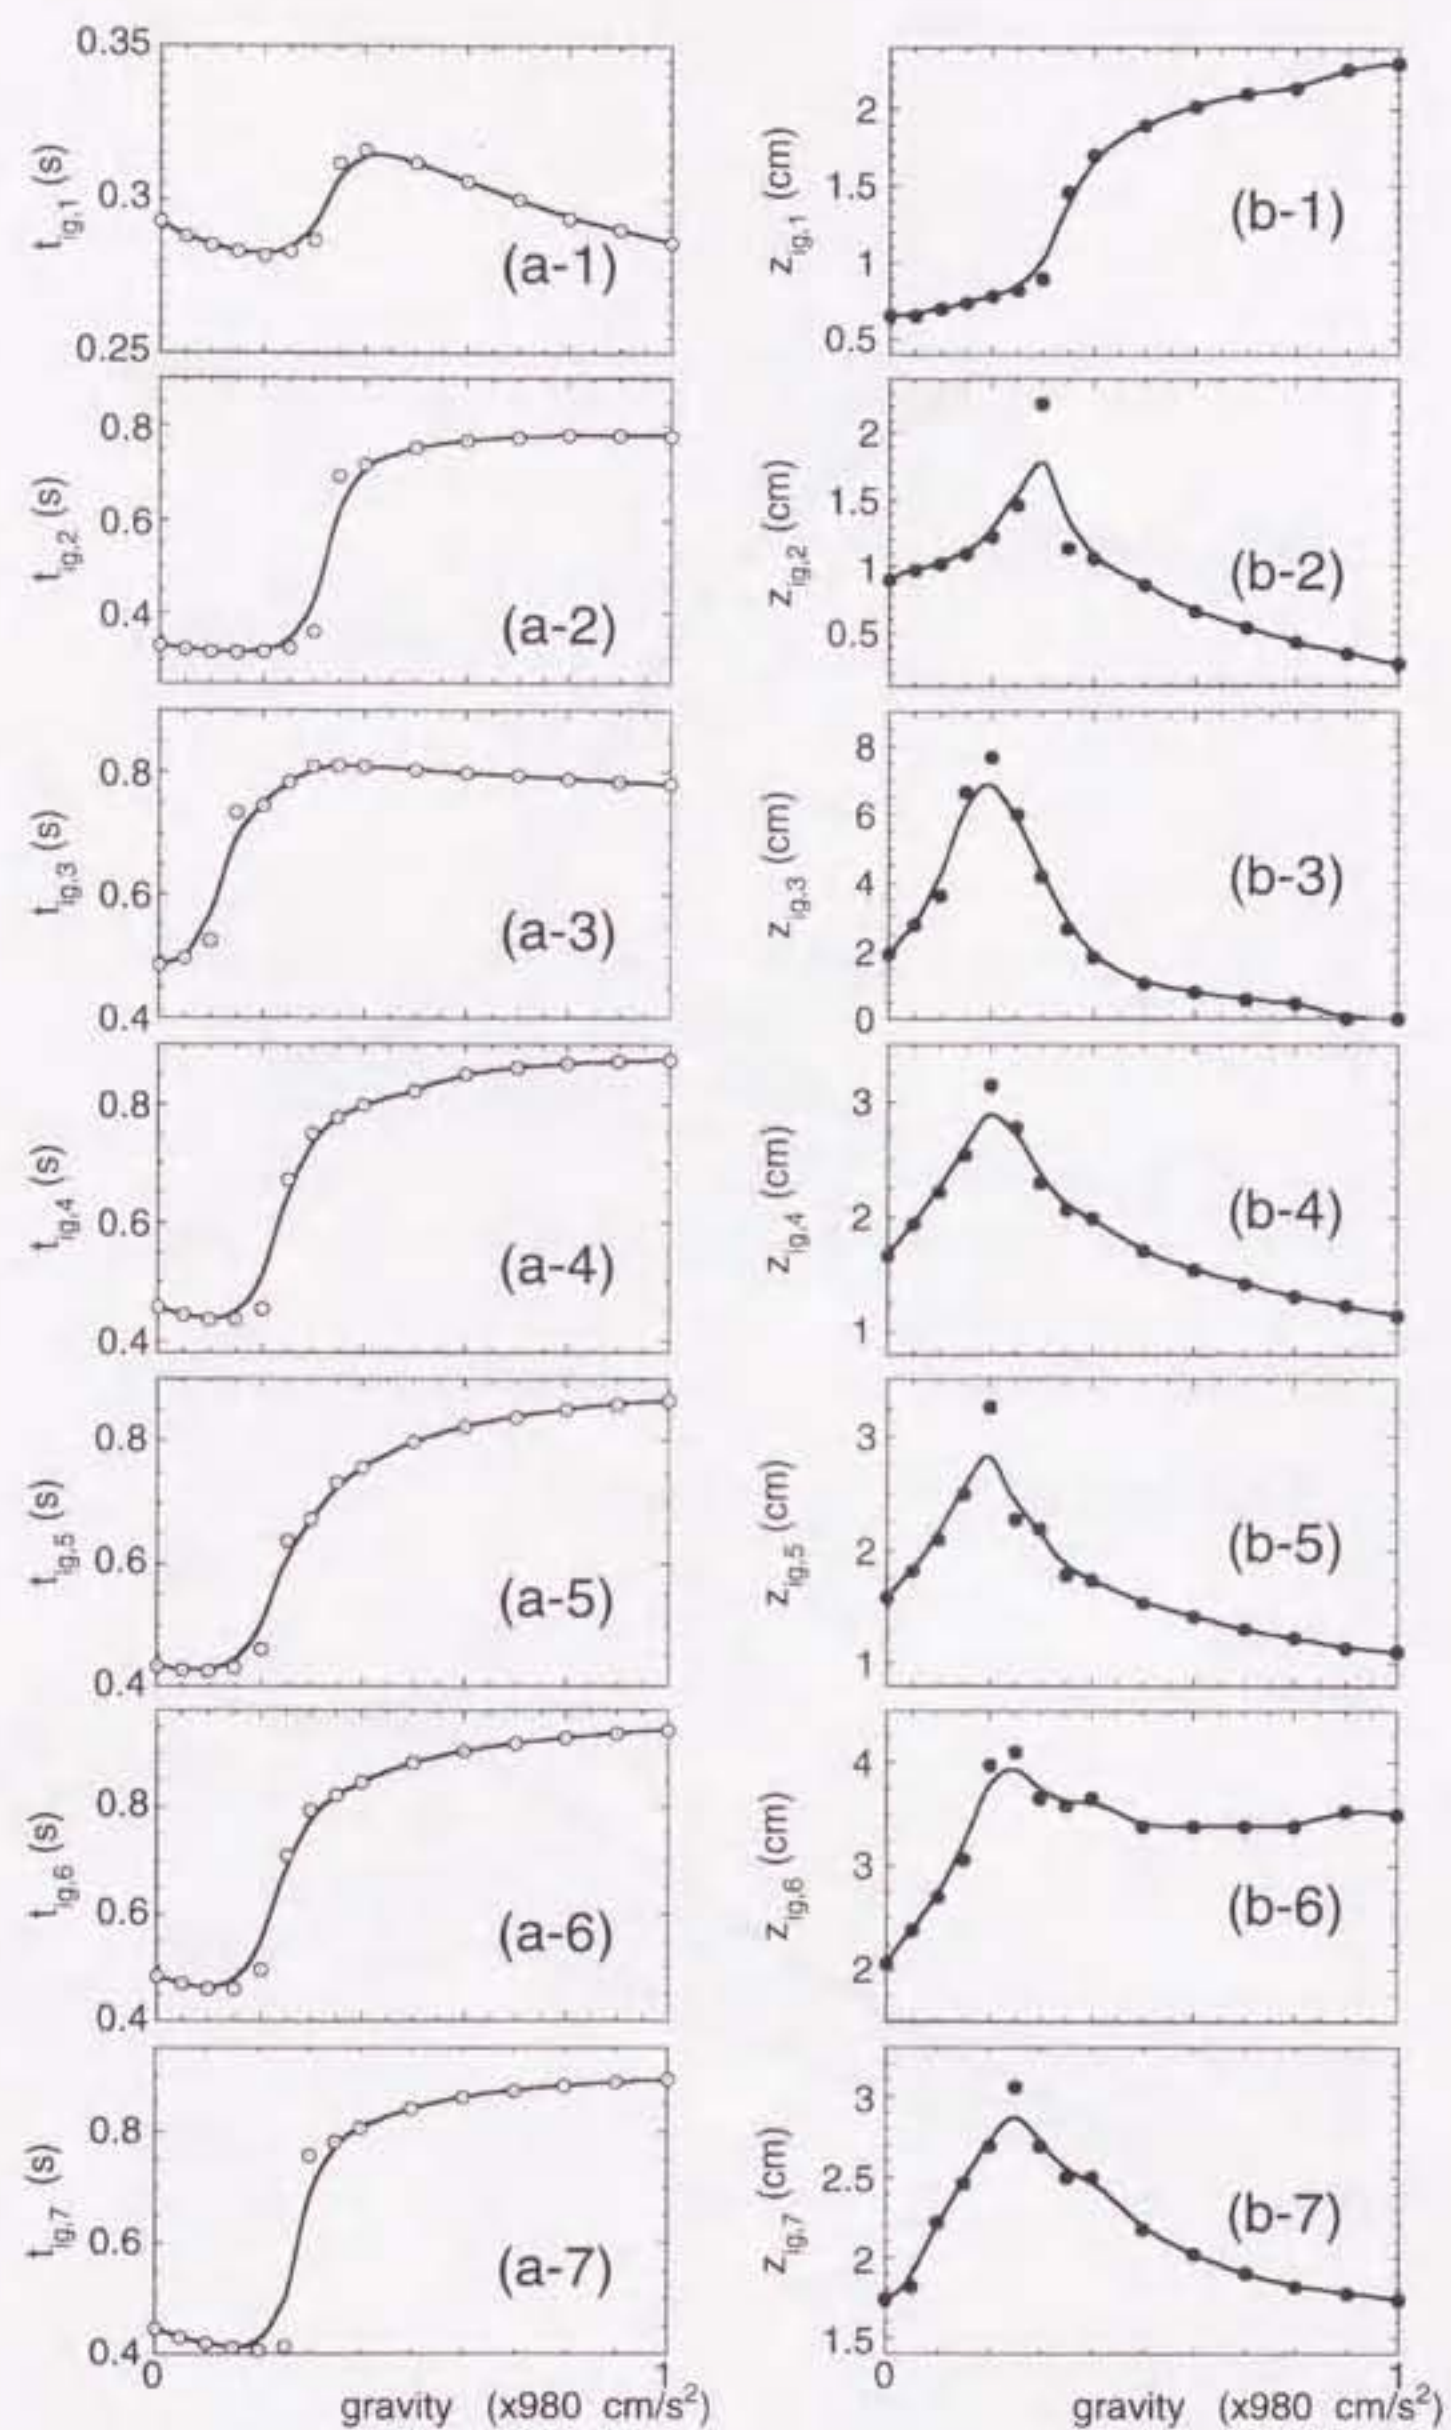 0.35
t_ig,1 (s)
0.3
0.25
(a-1)
2
1.5
1
0.5
z_ig,1 (cm)
(b-1)
0.8
0.6
0.4
t_ig,2 (s)
(a-2)
2
1.5
1
0.5
z_ig,2 (cm)
(b-2)
0.8
0.6
0.4
t_ig,3 (s)
(a-3)
8
6
4
2
0
z_ig,3 (cm)
(b-3)
0.8
0.6
0.4
t_ig,4 (s)
(a-4)
3
2
1
z_ig,4 (cm)
(b-4)
0.8
0.6
0.4
t_ig,5 (s)
(a-5)
3
2
1
z_ig,5 (cm)
(b-5)
0.8
0.6
0.4
t_ig,6 (s)
(a-6)
4
3
2
z_ig,6 (cm)
(b-6)
0.8
0.6
0.4
t_ig,7 (s)
(a-7)
0 1
gravity (x980 cm/s²)
3
2.5
2
1.5
z_ig,7 (cm)
(b-7)
0 1
gravity (x980 cm/s²)